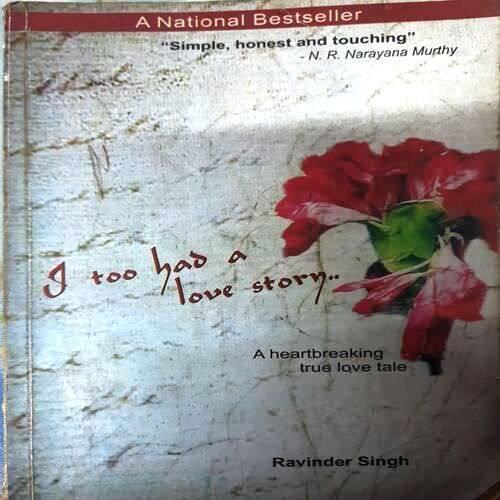 A National Bestseller
“Simple, honest and touching”
- N. R. Narayana Murthy
I too had a
love story..
A heartbreaking
true love tale
Ravinder Singh